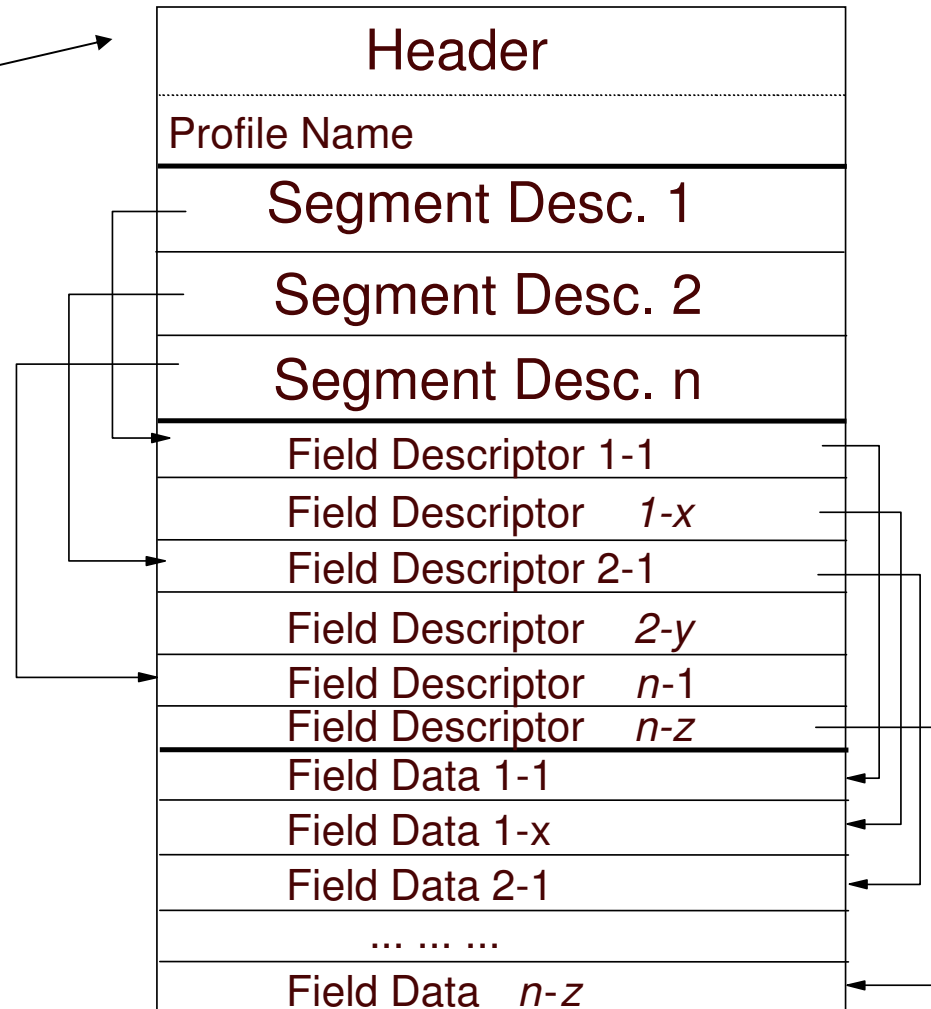 Header
Profile Name
Segment Desc. 1
Segment Desc. 2
Segment Desc. n
Field Descriptor 1-1
Field Descriptor 1-x
Field Descriptor 2-1
Field Descriptor 2-y
Field Descriptor n-1
Field Descriptor n-z
Field Data 1-1
Field Data 1-x
Field Data 2-1
... ... ...
Field Data n-z